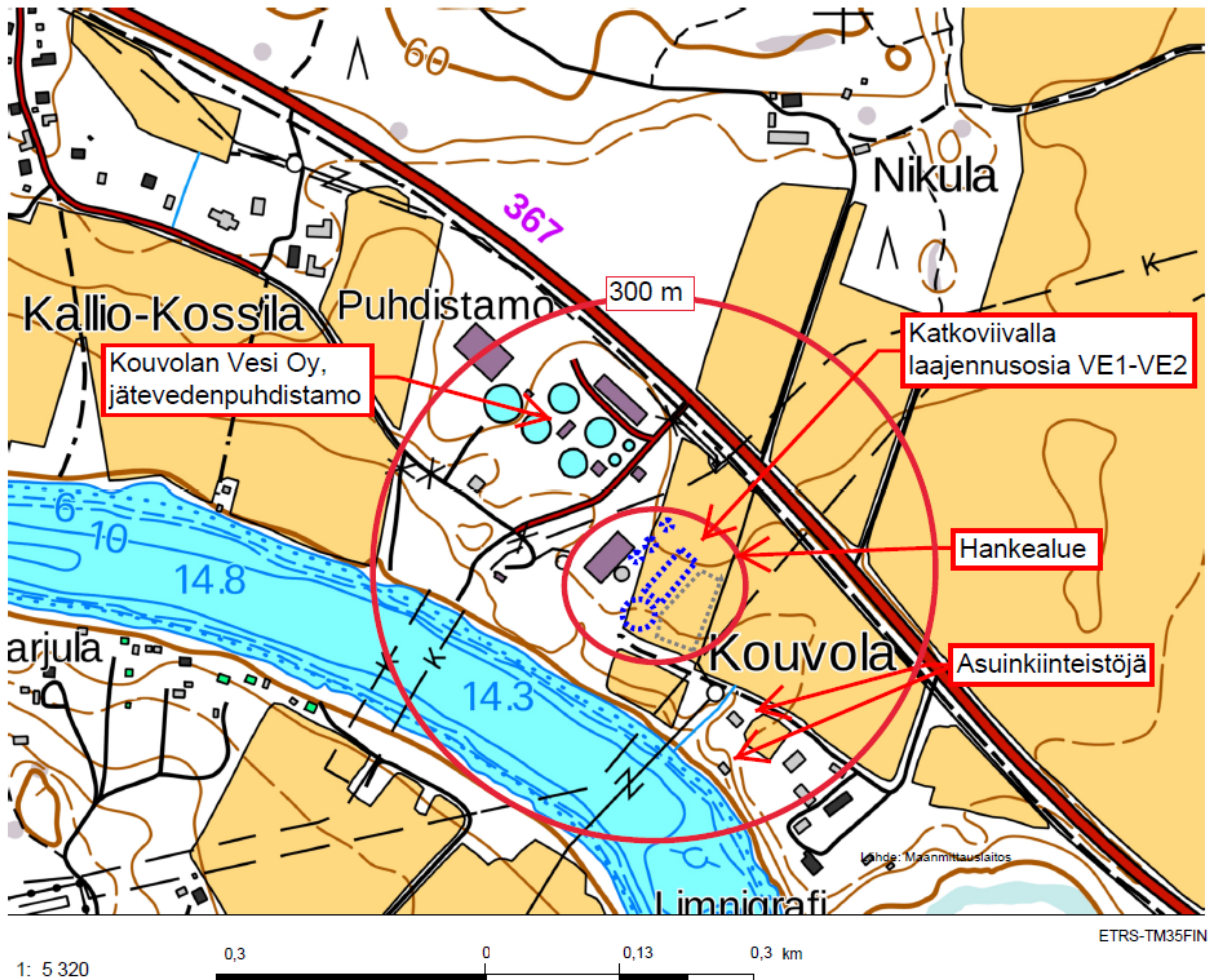 60
Nikula
367
K
300 m
Kallio-Kossila
Puhdistamo
Katkoviivalla
laajennusosia VE1-VE2
Kouvolan Vesi Oy,
jätevedenpuhdistamo
6
10
14.8
Hankealue
arjula
K
K
Kouvola
Asuinkiinteistöjä
14.3
Lähde: Maanmittauslaitos
Limnigrafi
ETRS-TM35FIN
0,3
0
0,13
0,3 km
1: 5 320